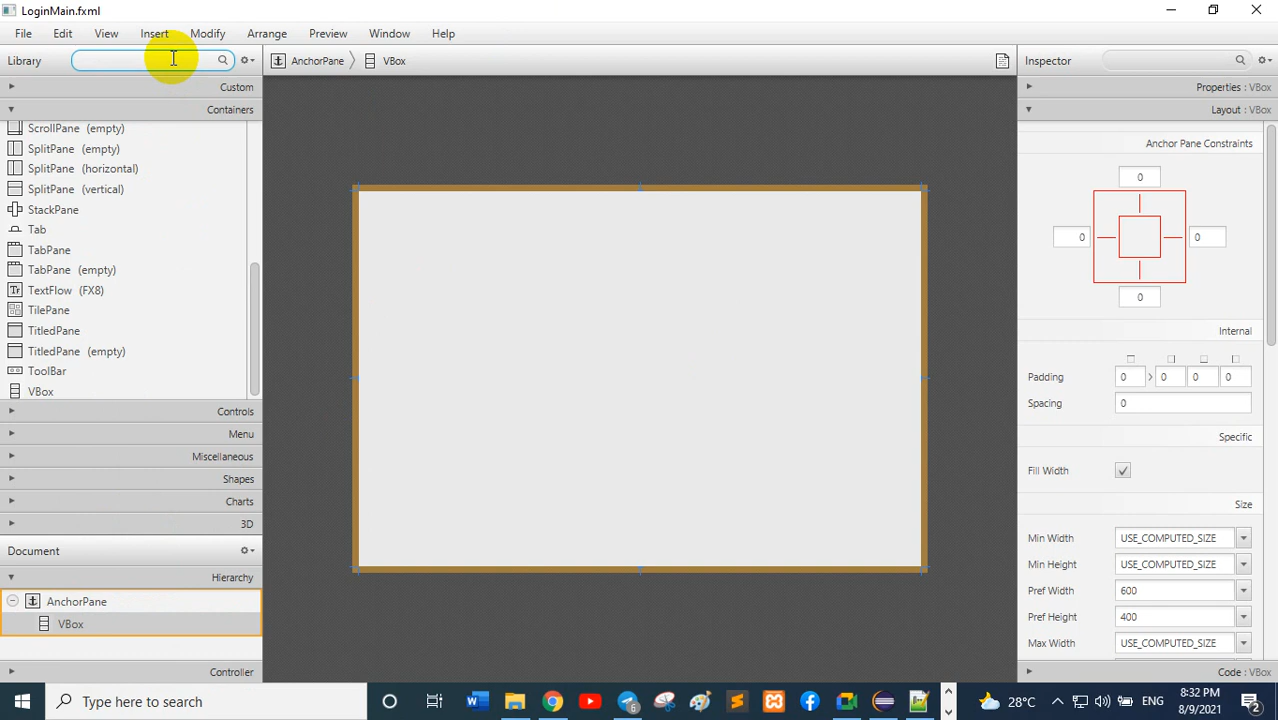 LoginMain.fxml
File Edit View Insert Modify Arrange Preview Window Help
Library
AnchorPane VBox
Inspector
Custom
Containers
ScrollPane (empty)
SplitPane (empty)
SplitPane (horizontal)
SplitPane (vertical)
StackPane
Tab
TabPane
TabPane (empty)
TextFlow (FX8)
TilePane
TitledPane
TitledPane (empty)
ToolBar
VBox
Controls
Menu
Miscellaneous
Shapes
Charts
3D
Document
Hierarchy
AnchorPane
VBox
Controller
Properties : VBox
Layout : VBox
Anchor Pane Constraints
0
0 0
0
Internal
Padding 0 0 0 0
Spacing 0
Specific
Fill Width
Size
Min Width USE_COMPUTED_SIZE
Min Height USE_COMPUTED_SIZE
Pref Width 600
Pref Height 400
Max Width USE_COMPUTED_SIZE
Code : VBox
Type here to search
6
28°C
ENG
8:32 PM
8/9/2021
2